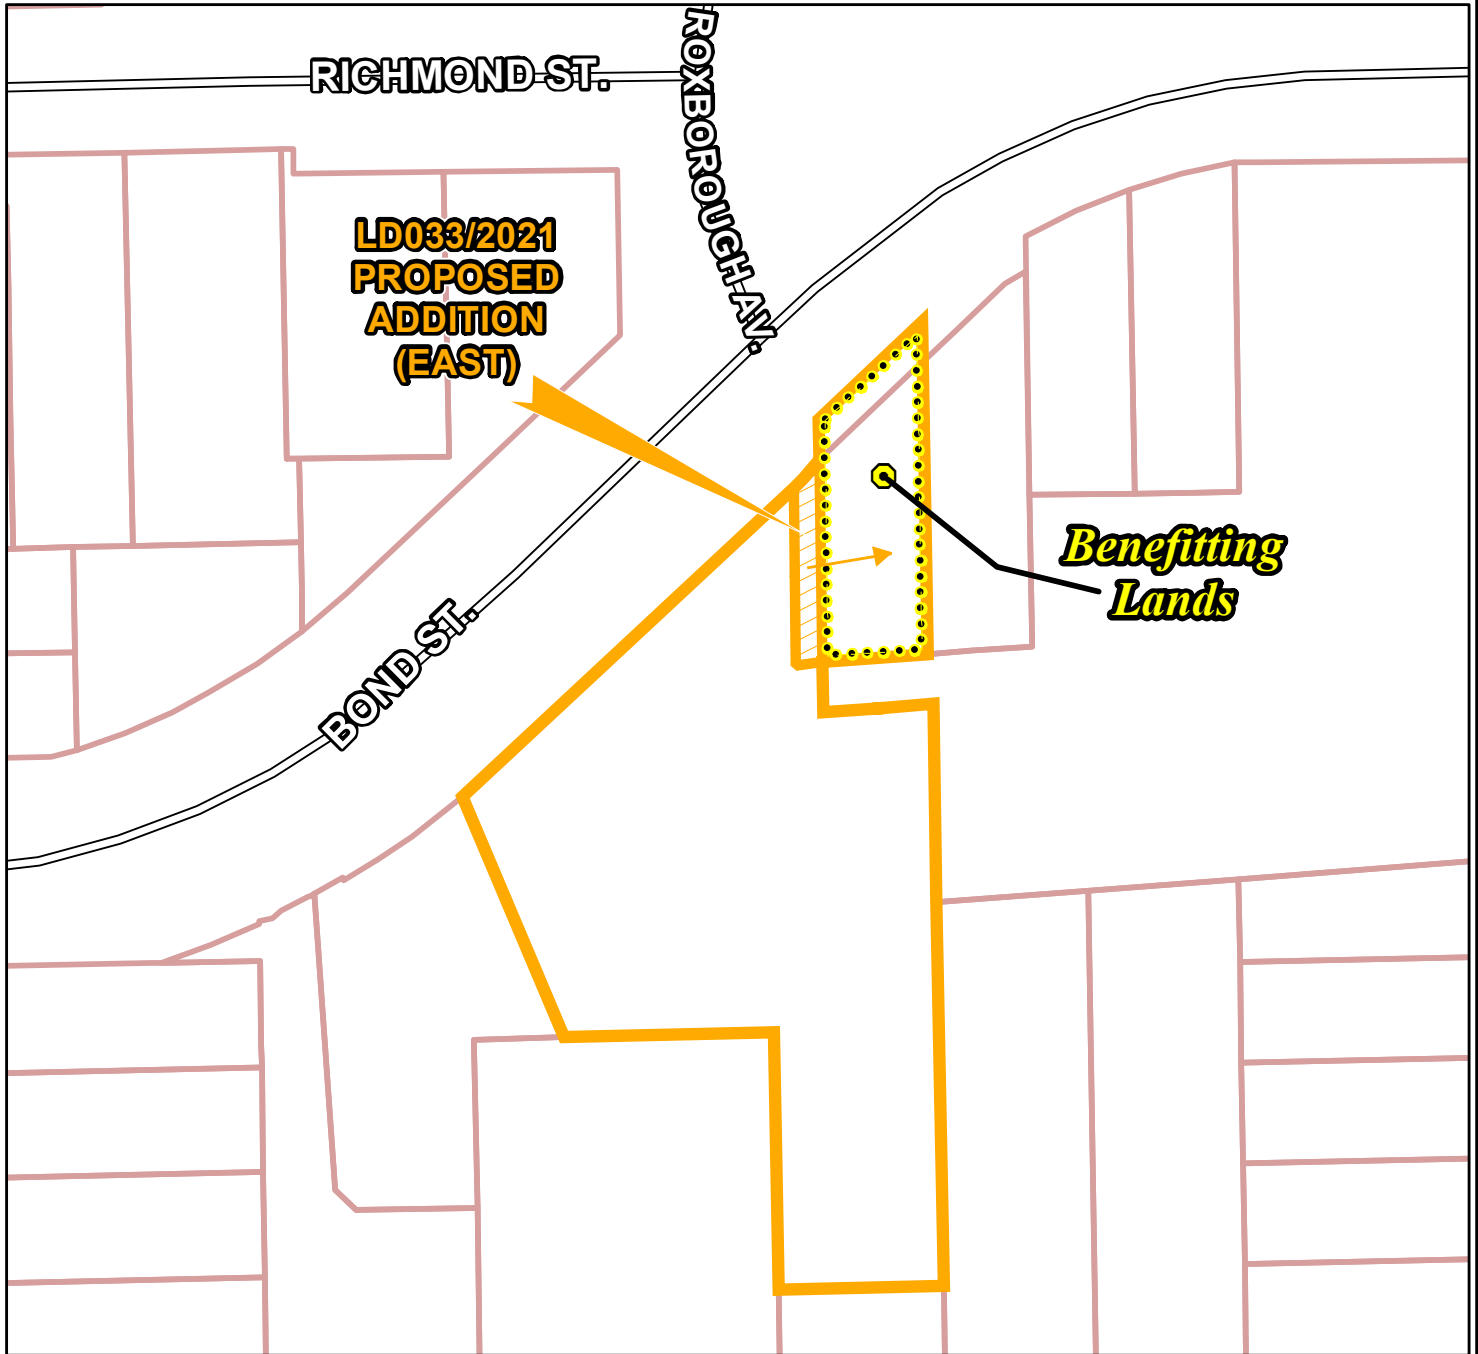 RICHMOND ST.
ROXBOROUGH AV.
LD033/2021
PROPOSED
ADDITION
(EAST)
Benefitting
Lands
BOND ST.